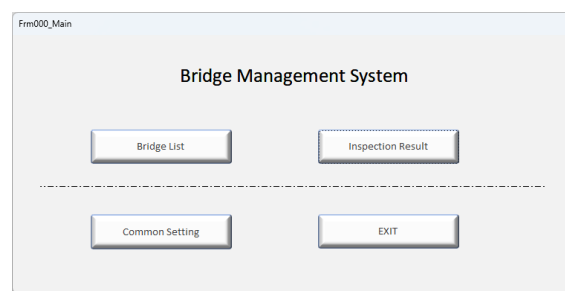 Frm000_Main
Bridge Management System
Bridge List
Inspection Result
Common Setting
EXIT